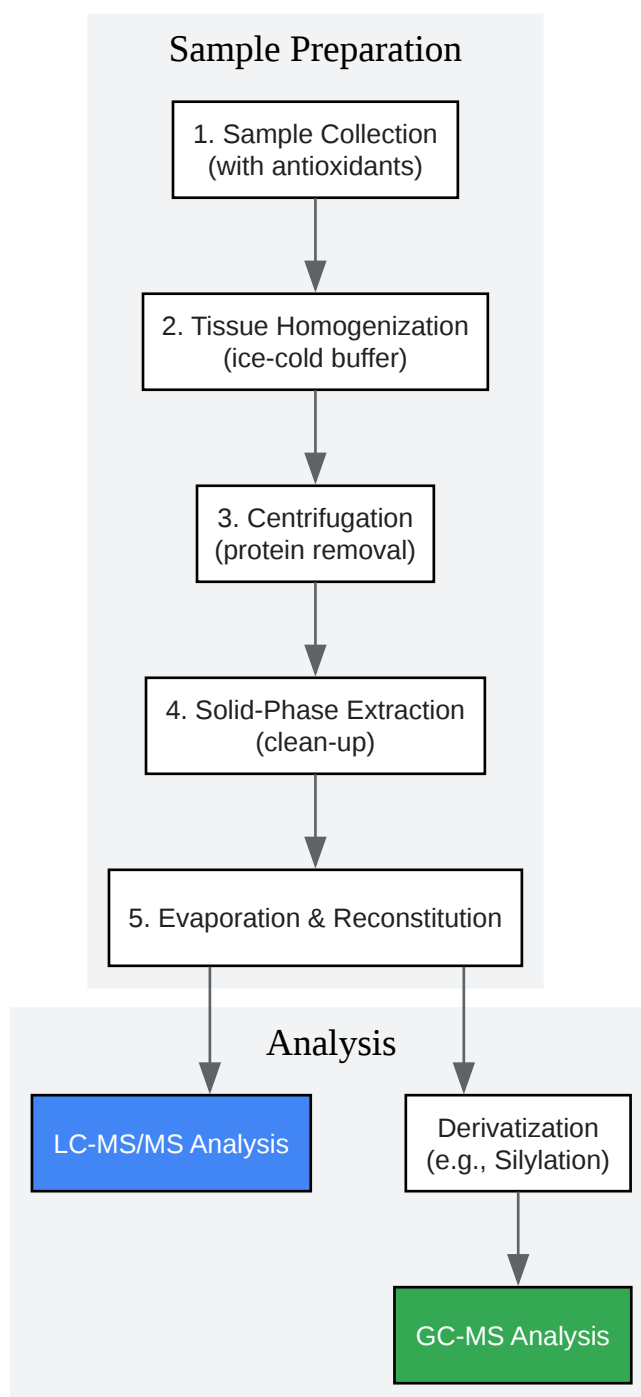 Sample Preparation
1. Sample Collection
(with antioxidants)
2. Tissue Homogenization
(ice-cold buffer)
3. Centrifugation
(protein removal)
4. Solid-Phase Extraction
(clean-up)
5. Evaporation & Reconstitution
Analysis
LC-MS/MS Analysis
Derivatization
(e.g., Silylation)
GC-MS Analysis